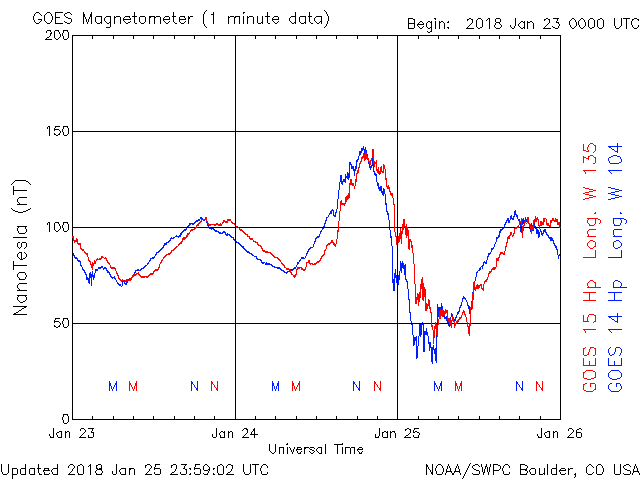 GOES Magnetometer (1 minute data)
Begin: 2018 Jan 23 0000 UTC
200
150
100
50
0
NanoTesla (nT)
M M N N M M N N M M N N
Jan 23 Jan 24 Jan 25 Jan 26
Universal Time
GOES 15 Hp Long. W 135
GOES 14 Hp Long. W 104
Updated 2018 Jan 25 23:59:02 UTC
NOAA/SWPC Boulder, CO USA